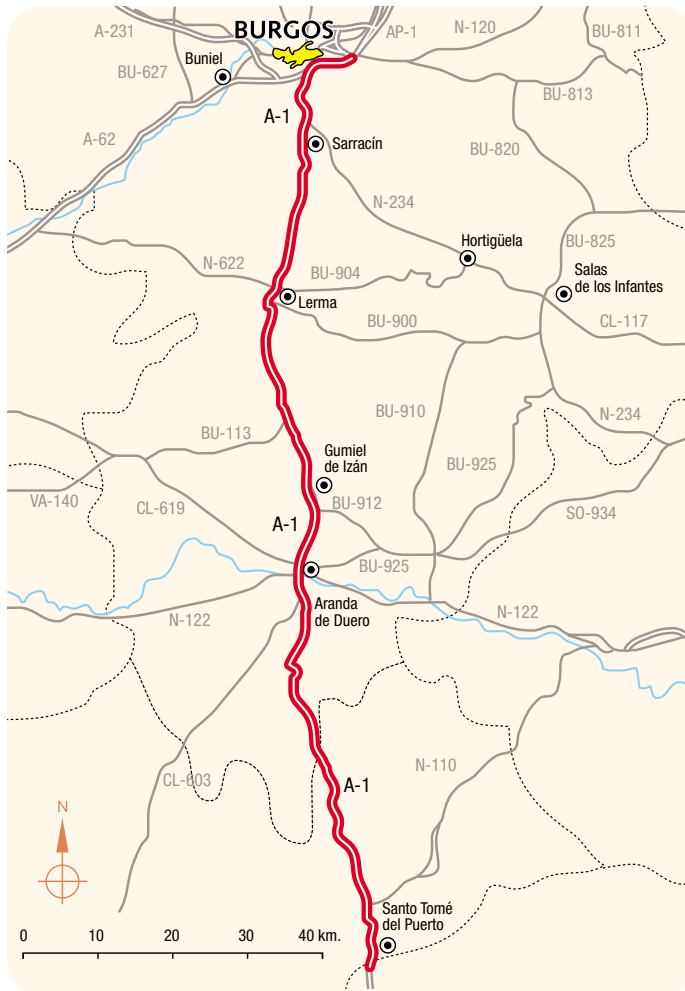 A-231
BURGOS
AP-1
N-120
BU-811
Buniel
BU-627
BU-813
A-1
A-62
Sarracín
BU-820
N-234
Hortigüela
BU-825
N-622
BU-904
Salas
de los Infantes
Lerma
BU-900
CL-117
BU-910
N-234
BU-113
Gumiel
de Izán
BU-925
VA-140
CL-619
BU-912
SO-934
A-1
BU-925
Aranda
de Duero
N-122
N-122
N-110
CL-603
A-1
N
Santo Tomé
del Puerto
0 10 20 30 40 km.